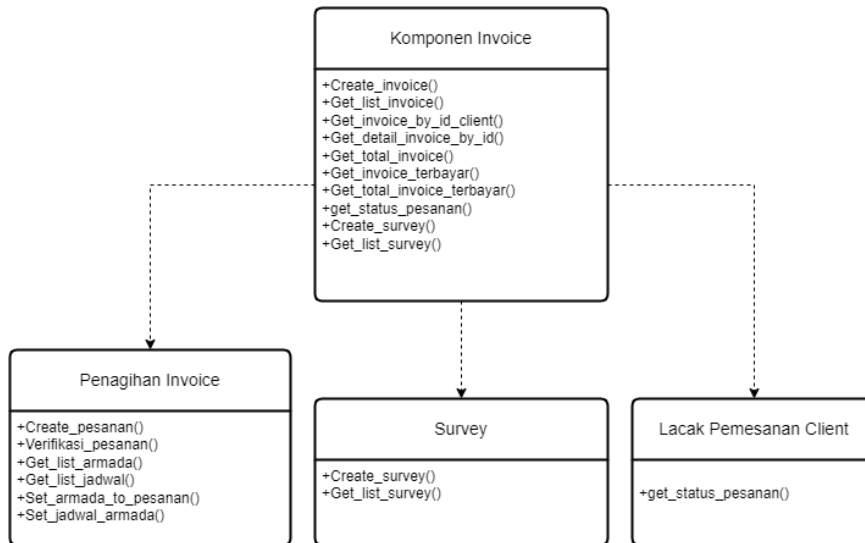 Komponen Invoice
+Create_invoice()
+Get_list_invoice()
+Get_invoice_by_id_client()
+Get_detail_invoice_by_id()
+Get_total_invoice()
+Get_invoice_terbayar()
+Get_total_invoice_terbayar()
+get_status_pesanan()
+Create_survey()
+Get_list_survey()
Penagihan Invoice
+Create_pesanan()
+Verifikasi_pesanan()
+Get_list_armada()
+Get_list_jadwal()
+Set_armada_to_pesanan()
+Set_jadwal_armada()
Survey
+Create_survey()
+Get_list_survey()
Lacak Pemesanan Client
+get_status_pesanan()